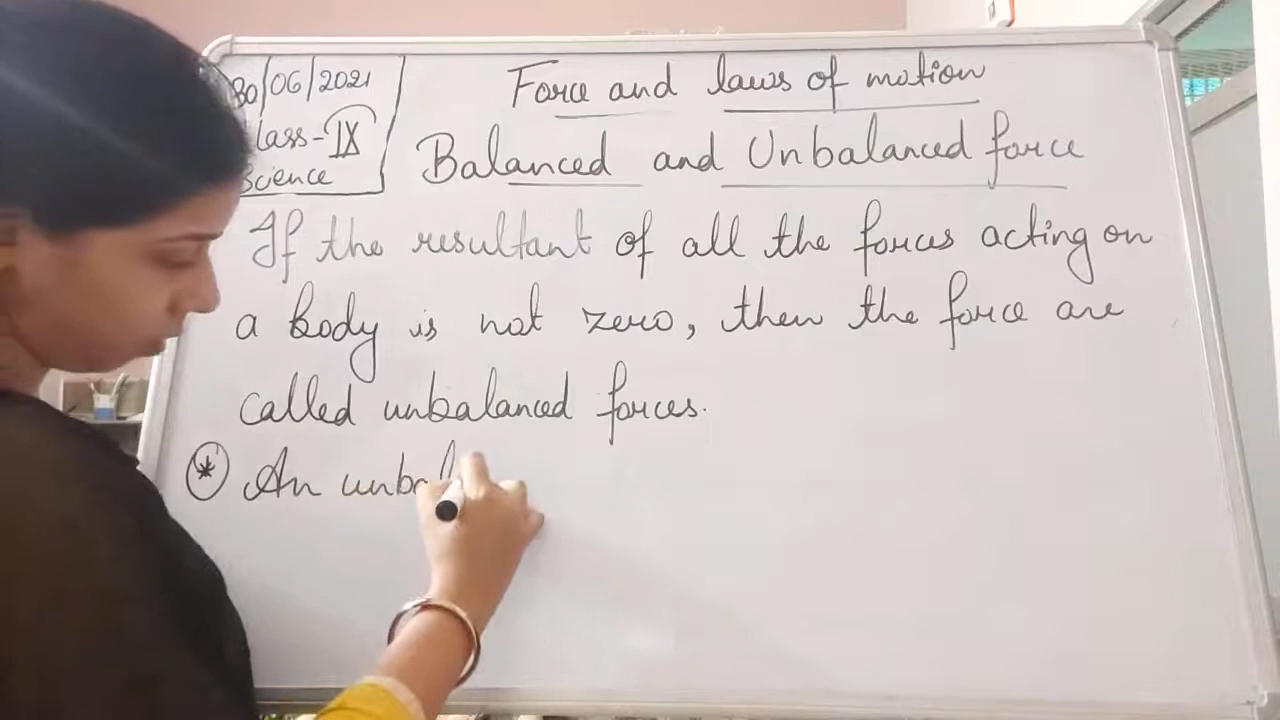 30/06/2021
Class-IX
Science
Force and laws of motion
Balanced and Unbalanced force
If the resultant of all the forces acting on
a body is not zero, then the force are
called unbalanced forces.
* An unbal